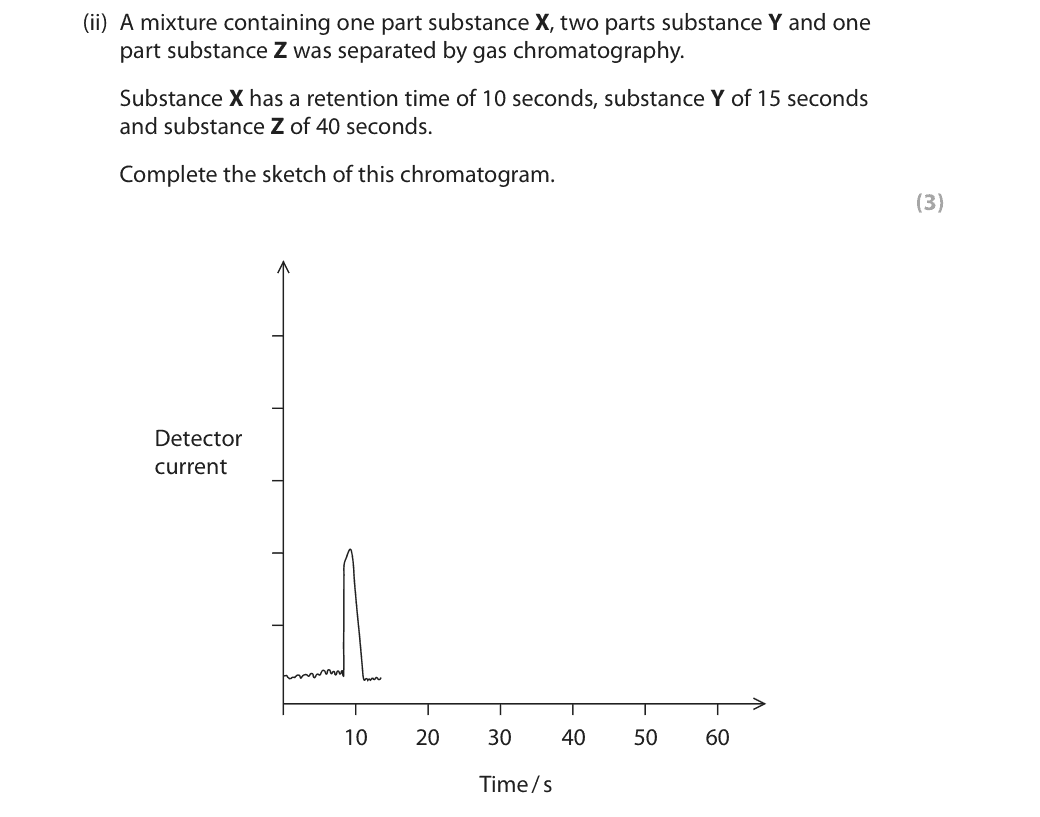 (ii) A mixture containing one part substance X, two parts substance Y and one
part substance Z was separated by gas chromatography.
Substance X has a retention time of 10 seconds, substance Y of 15 seconds
and substance Z of 40 seconds.
Complete the sketch of this chromatogram.
(3)
Detector
current
10 20 30 40 50 60
Time / s